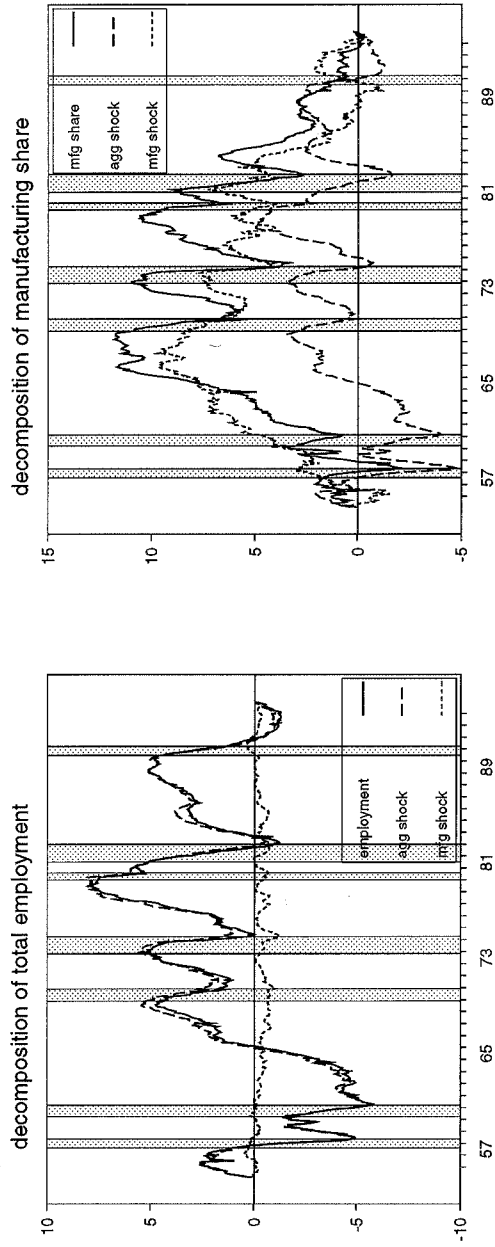 decomposition of total employment
10
5
0
-5
-10
57
65
73
81
89
employment
agg shock
mfg shock
decomposition of manufacturing share
15
10
5
0
-5
57
65
73
81
89
mfg share
agg shock
mfg shock